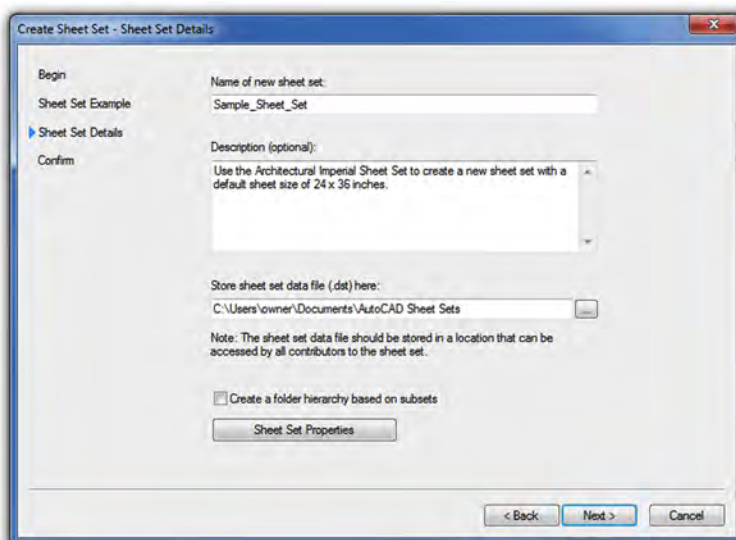 Create Sheet Set - Sheet Set Details
Begin
Sheet Set Example
Sheet Set Details
Confirm
Name of new sheet set:
Sample_Sheet_Set
Description (optional):
Use the Architectural Imperial Sheet Set to create a new sheet set with a
default sheet size of 24 x 36 inches.
Store sheet set data file (.dst) here:
C:\Users\owner\Documents\AutoCAD Sheet Sets
...
Note: The sheet set data file should be stored in a location that can be
accessed by all contributors to the sheet set.
Create a folder hierarchy based on subsets
Sheet Set Properties
< Back Next > Cancel